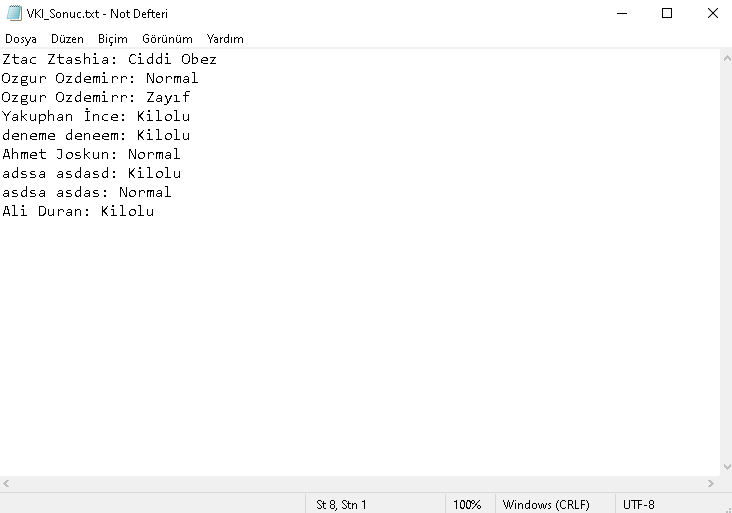 VKI_Sonuc.txt - Not Defteri
Dosya Düzen Biçim Görünüm Yardım
Ztac Ztashia: Ciddi Obez
Ozgur Ozdemirr: Normal
Ozgur Ozdemirr: Zayıf
Yakuphan İnce: Kilolu
deneme deneem: Kilolu
Ahmet Joskun: Normal
adssa asdasd: Kilolu
asdsa asdas: Normal
Ali Duran: Kilolu
St 8, Stn 1 100% Windows (CRLF) UTF-8